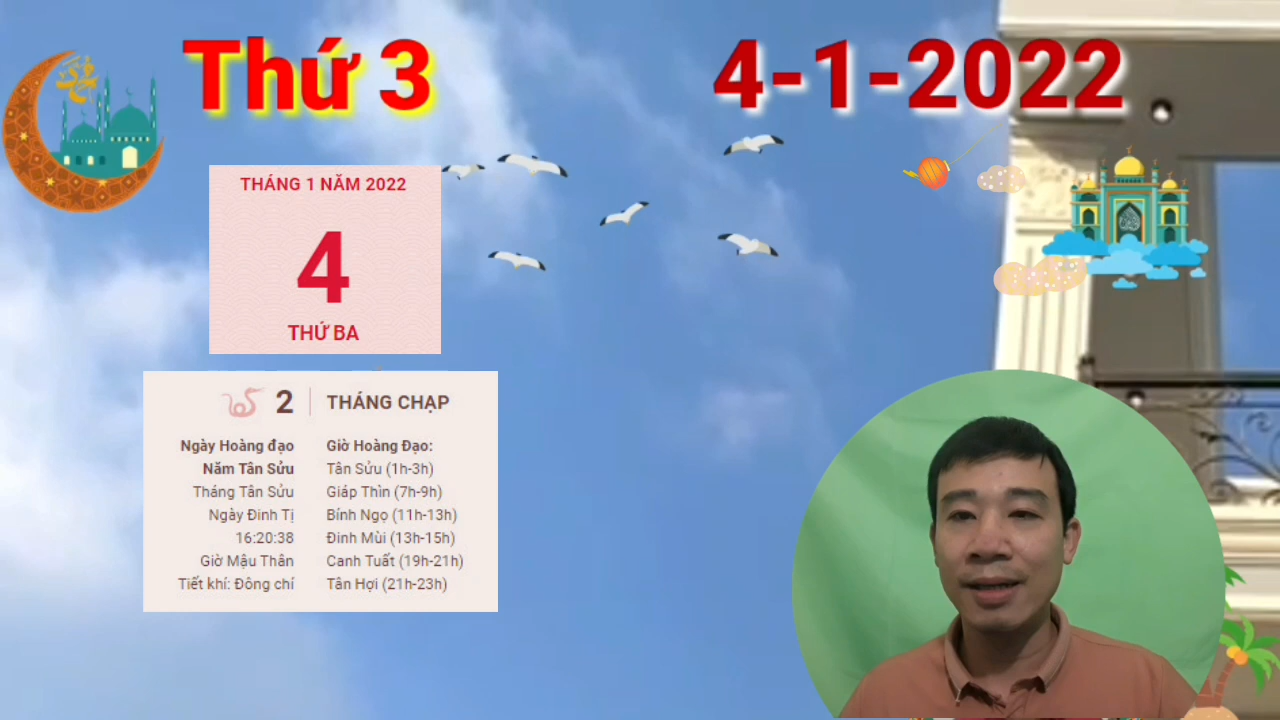 Thứ 3
4-1-2022
THÁNG 1 NĂM 2022
4
THỨ BA
2
THÁNG CHẠP
Ngày Hoàng đạo
Năm Tân Sửu
Tháng Tân Sửu
Ngày Đinh Tị
16:20:38
Giờ Mậu Thân
Tiết khí: Đông chí
Giờ Hoàng Đạo:
Tân Sửu (1h-3h)
Giáp Thìn (7h-9h)
Bính Ngọ (11h-13h)
Đinh Mùi (13h-15h)
Canh Tuất (19h-21h)
Tân Hợi (21h-23h)